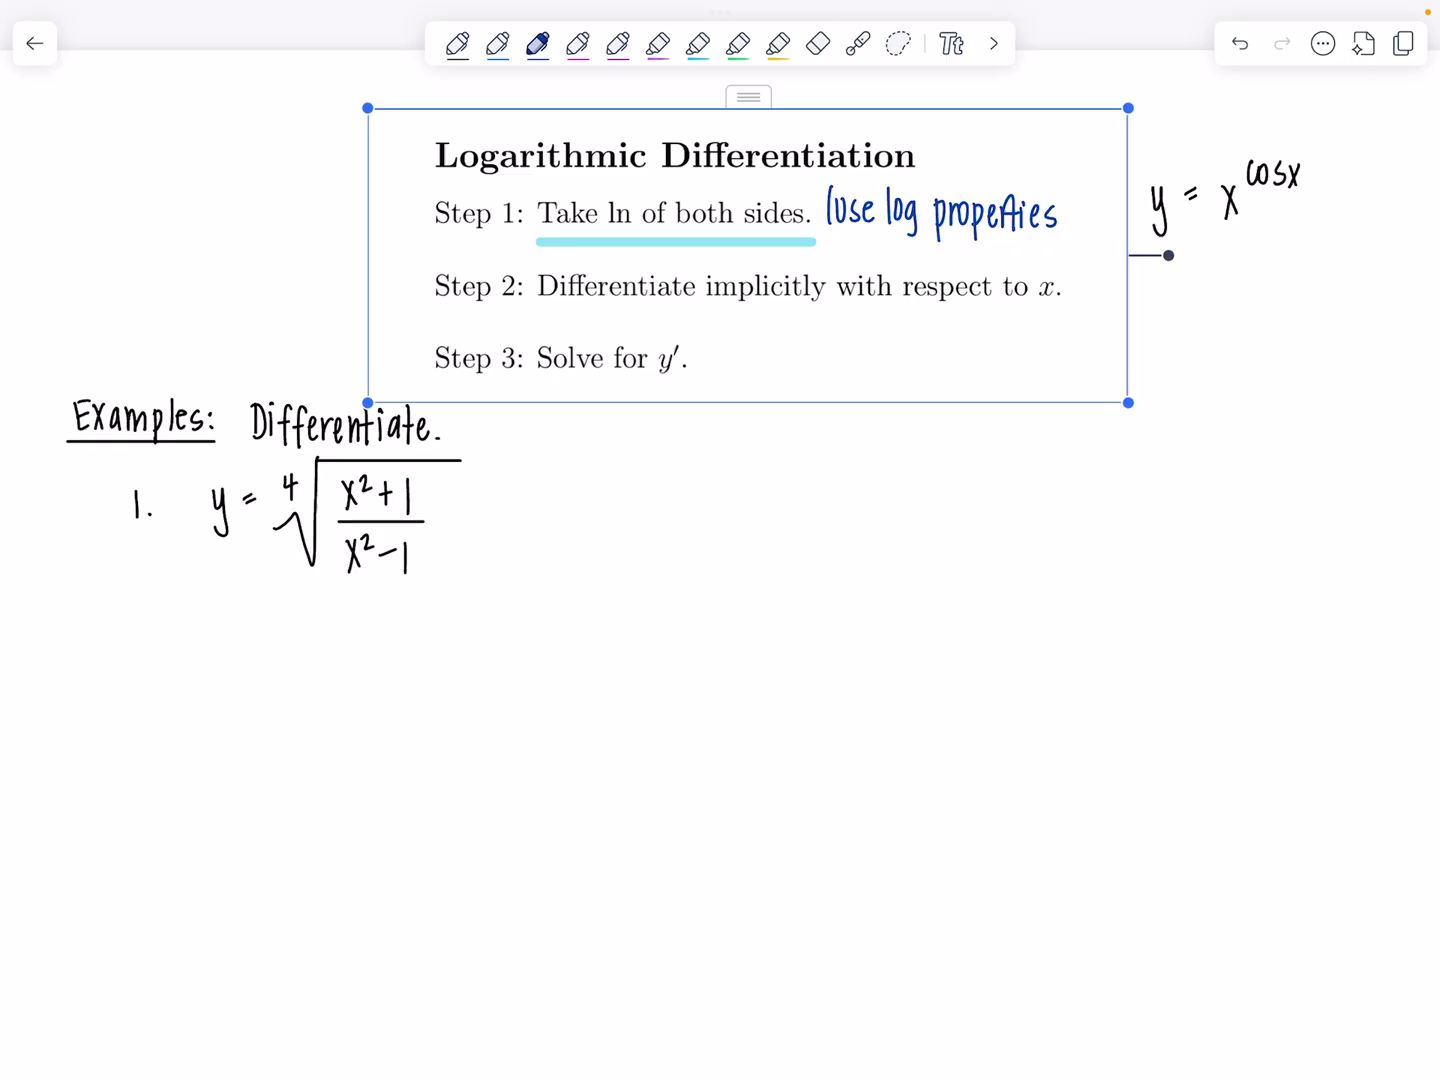 Logarithmic Differentiation
Step 1: Take ln of both sides. (use log properties
y = x^cosx
Step 2: Differentiate implicitly with respect to x.
Step 3: Solve for y′.
Examples: Differentiate.
1. y = ⁴√((x²+1)/(x²−1))
Tt